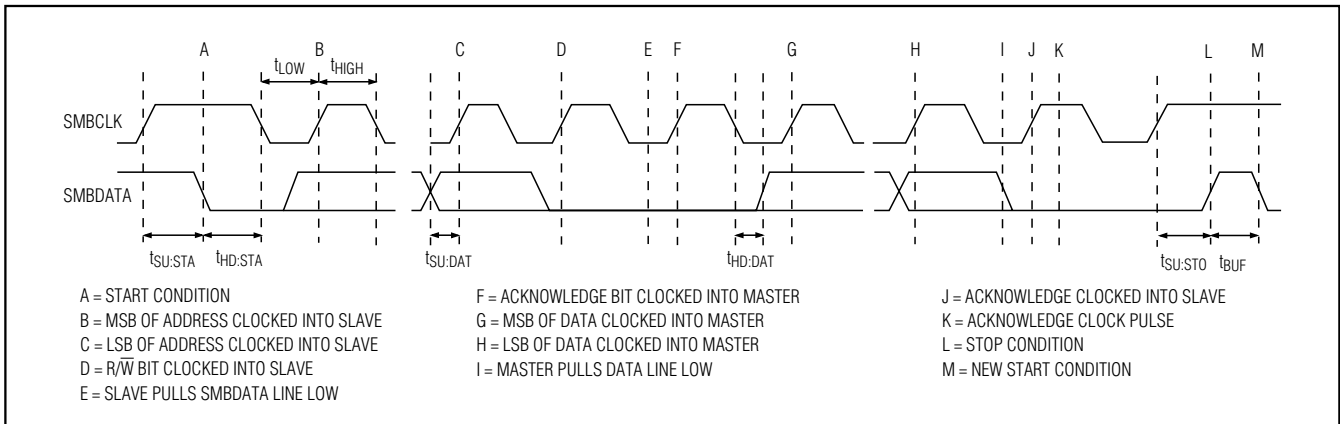 A B C D E F G H I J K L M
tLOW tHIGH
SMBCLK
SMBDATA
tSU:STA tHD:STA tSU:DAT tHD:DAT tSU:STO tBUF
A = START CONDITION
B = MSB OF ADDRESS CLOCKED INTO SLAVE
C = LSB OF ADDRESS CLOCKED INTO SLAVE
D = R/W̅ BIT CLOCKED INTO SLAVE
E = SLAVE PULLS SMBDATA LINE LOW
F = ACKNOWLEDGE BIT CLOCKED INTO MASTER
G = MSB OF DATA CLOCKED INTO MASTER
H = LSB OF DATA CLOCKED INTO MASTER
I = MASTER PULLS DATA LINE LOW
J = ACKNOWLEDGE CLOCKED INTO SLAVE
K = ACKNOWLEDGE CLOCK PULSE
L = STOP CONDITION
M = NEW START CONDITION